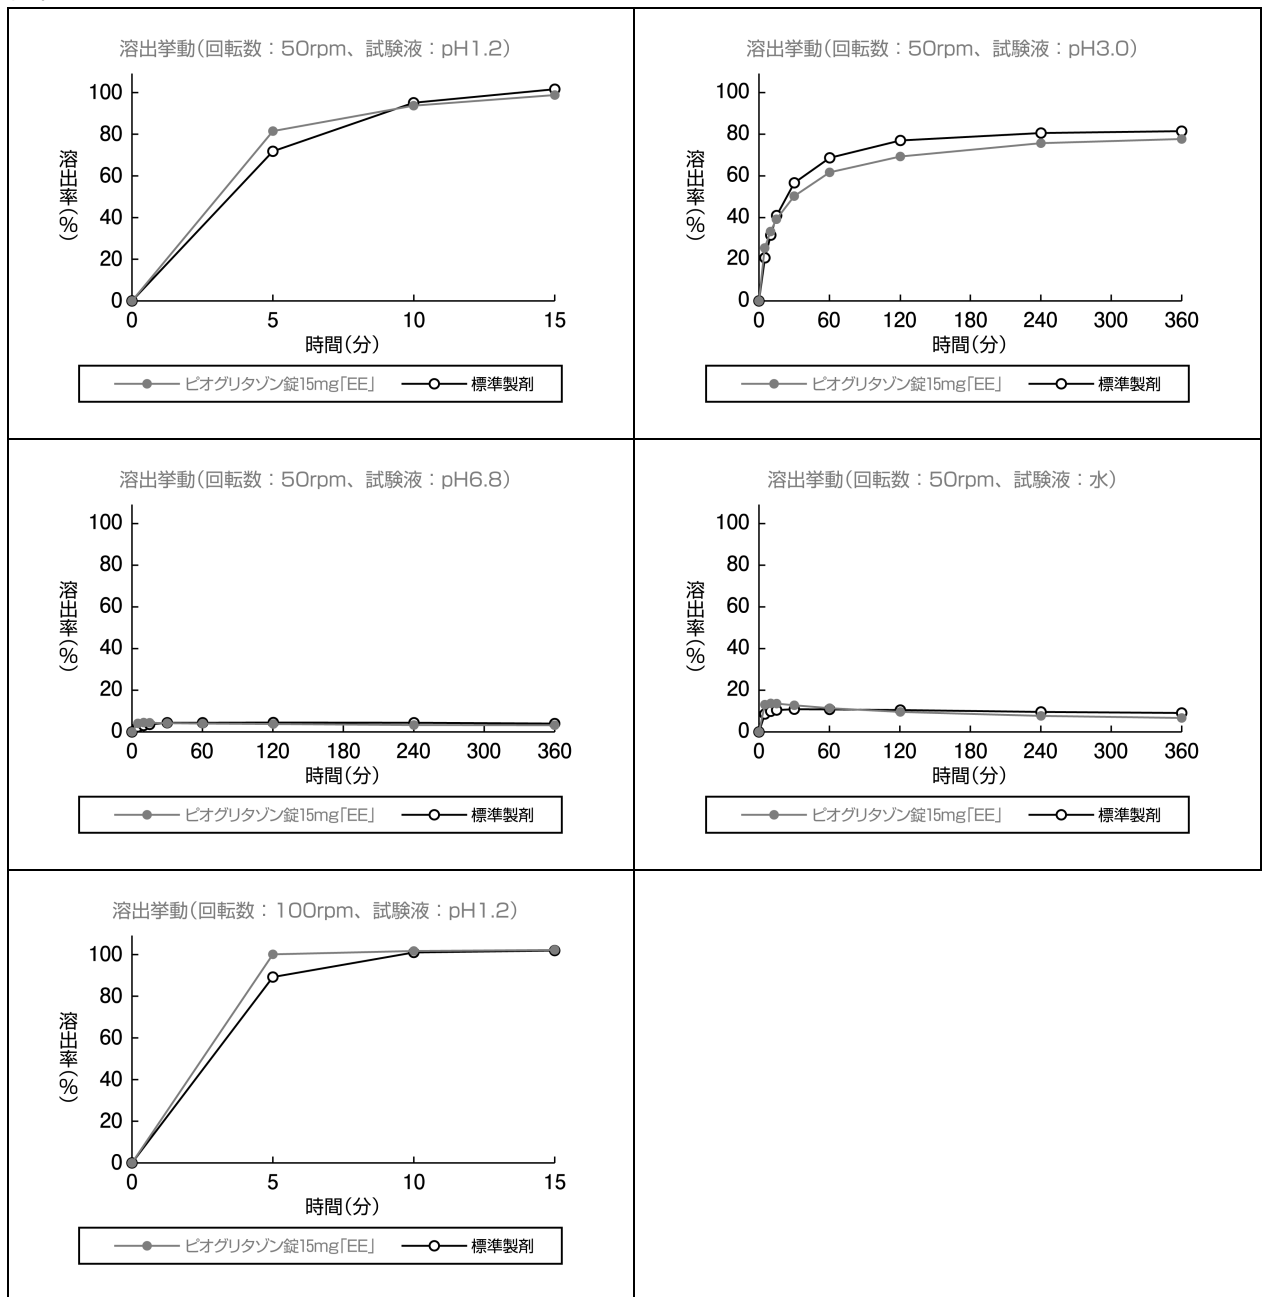 溶出挙動(回転数：50rpm、試験液：pH1.2)
100
80
60
40
20
0
溶出率(%)
0 5 10 15
時間(分)
ピオグリタゾン錠15mg「EE」 標準製剤
溶出挙動(回転数：50rpm、試験液：pH3.0)
100
80
60
40
20
0
溶出率(%)
0 60 120 180 240 300 360
時間(分)
ピオグリタゾン錠15mg「EE」 標準製剤
溶出挙動(回転数：50rpm、試験液：pH6.8)
100
80
60
40
20
0
溶出率(%)
0 60 120 180 240 300 360
時間(分)
ピオグリタゾン錠15mg「EE」 標準製剤
溶出挙動(回転数：50rpm、試験液：水)
100
80
60
40
20
0
溶出率(%)
0 60 120 180 240 300 360
時間(分)
ピオグリタゾン錠15mg「EE」 標準製剤
溶出挙動(回転数：100rpm、試験液：pH1.2)
100
80
60
40
20
0
溶出率(%)
0 5 10 15
時間(分)
ピオグリタゾン錠15mg「EE」 標準製剤